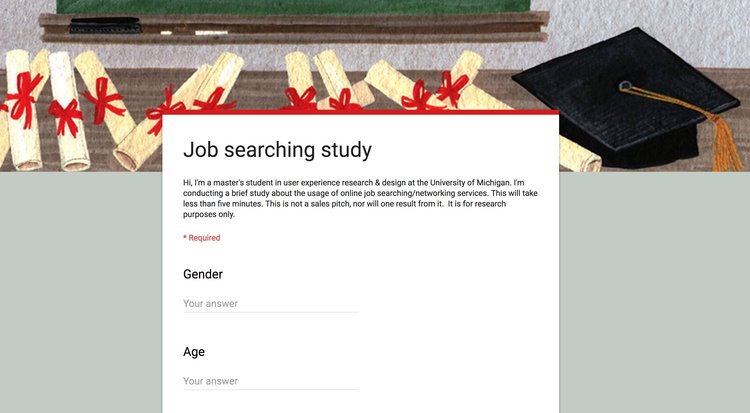 Job searching study
Hi, I'm a master's student in user experience research & design at the University of Michigan. I'm
conducting a brief study about the usage of online job searching/networking services. This will take
less than five minutes. This is not a sales pitch, nor will one result from it.  It is for research
purposes only.
* Required
Gender
Your answer
Age
Your answer